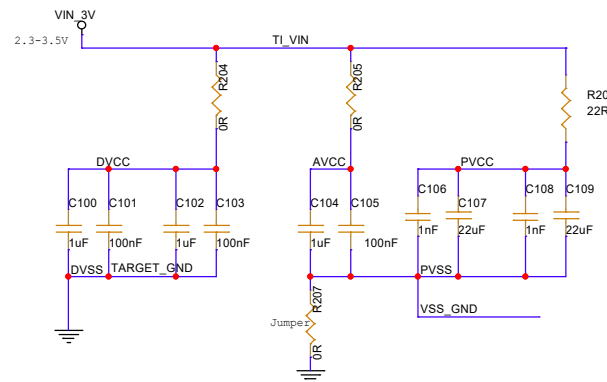 VIN_3V
2.3-3.5V
TI_VIN
R204
0R
R205
0R
R20
22R
DVCC
AVCC
PVCC
C100
1uF
C101
100nF
C102
1uF
C103
100nF
C104
1uF
C105
100nF
C106
1nF
C107
22uF
C108
1nF
C109
22uF
DVSS
TARGET_GND
PVSS
Jumper
R207
0R
VSS_GND